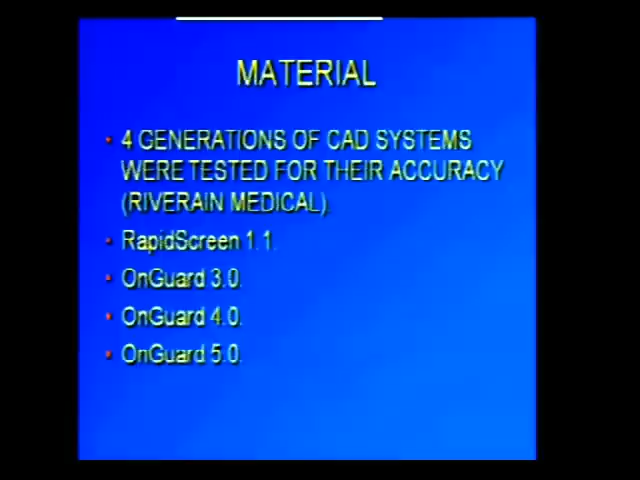 MATERIAL
• 4 GENERATIONS OF CAD SYSTEMS
WERE TESTED FOR THEIR ACCURACY
(RIVERAIN MEDICAL).
• RapidScreen 1.1.
• OnGuard 3.0.
• OnGuard 4.0.
• OnGuard 5.0.